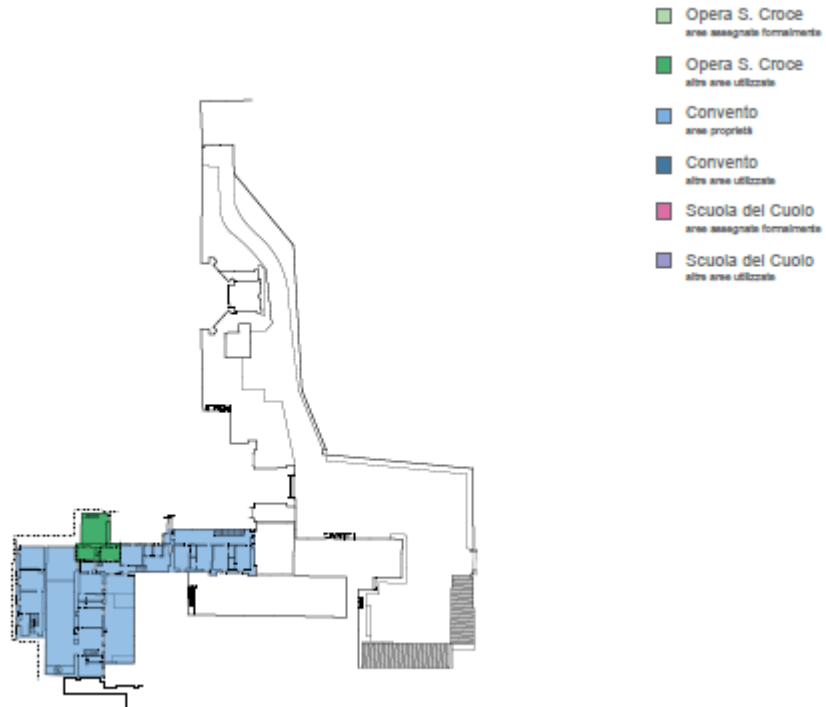 Opera S. Croce
aree assegnate formalmente
Opera S. Croce
altre aree utilizzate
Convento
aree proprietà
Convento
altre aree utilizzate
Scuola del Cuoio
aree assegnate formalmente
Scuola del Cuoio
altre aree utilizzate